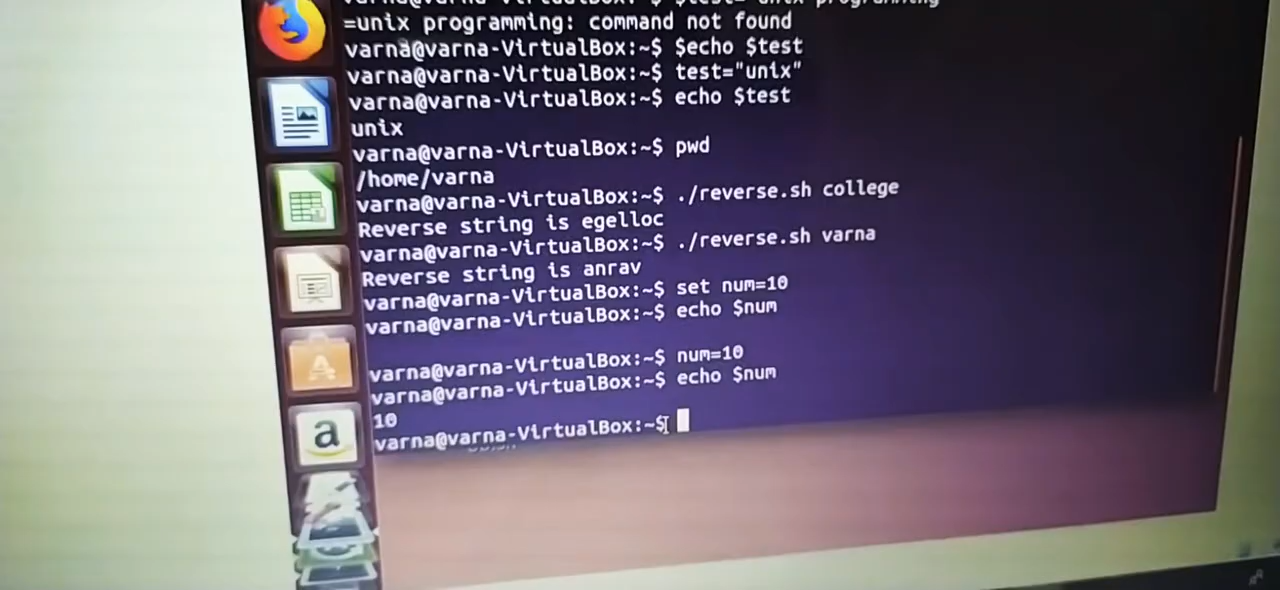 =unix programming: command not found
varna@varna-VirtualBox:~$ $echo $test
varna@varna-VirtualBox:~$ test="unix"
varna@varna-VirtualBox:~$ echo $test
unix
varna@varna-VirtualBox:~$ pwd
/home/varna
varna@varna-VirtualBox:~$ ./reverse.sh college
Reverse string is egelloc
varna@varna-VirtualBox:~$ ./reverse.sh varna
Reverse string is anrav
varna@varna-VirtualBox:~$ set num=10
varna@varna-VirtualBox:~$ echo $num
varna@varna-VirtualBox:~$ num=10
varna@varna-VirtualBox:~$ echo $num
10
varna@varna-VirtualBox:~$